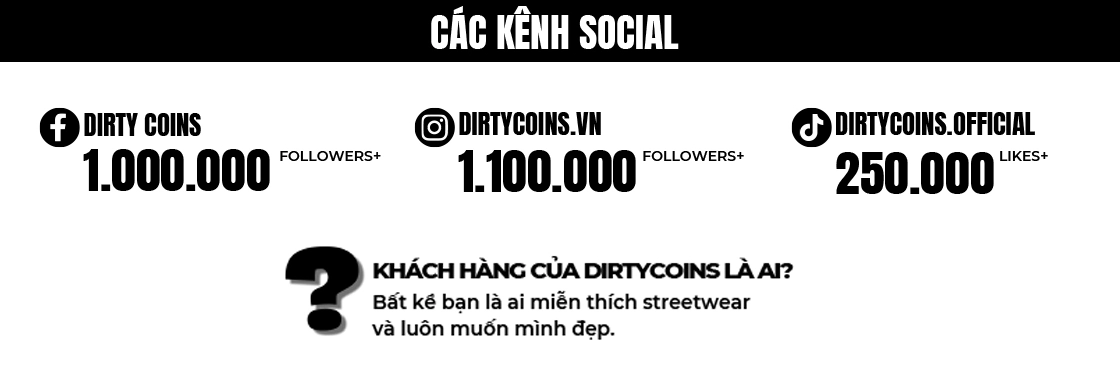 CÁC KÊNH SOCIAL
DIRTY COINS
1.000.000 FOLLOWERS+
DIRTYCOINS.VN
1.100.000 FOLLOWERS+
DIRTYCOINS.OFFICIAL
250.000 LIKES+
?
KHÁCH HÀNG CỦA DIRTYCOINS LÀ AI?
Bất kể bạn là ai miễn thích streetwear
và luôn muốn mình đẹp.